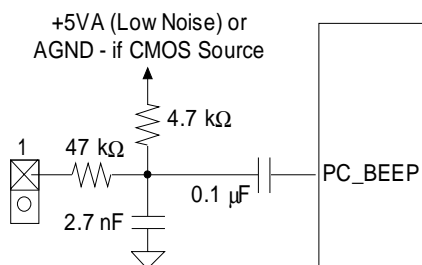 +5VA (Low Noise) or
AGND - if CMOS Source
4.7 kΩ
1
47 kΩ
PC_BEEP
0.1 µF
2.7 nF